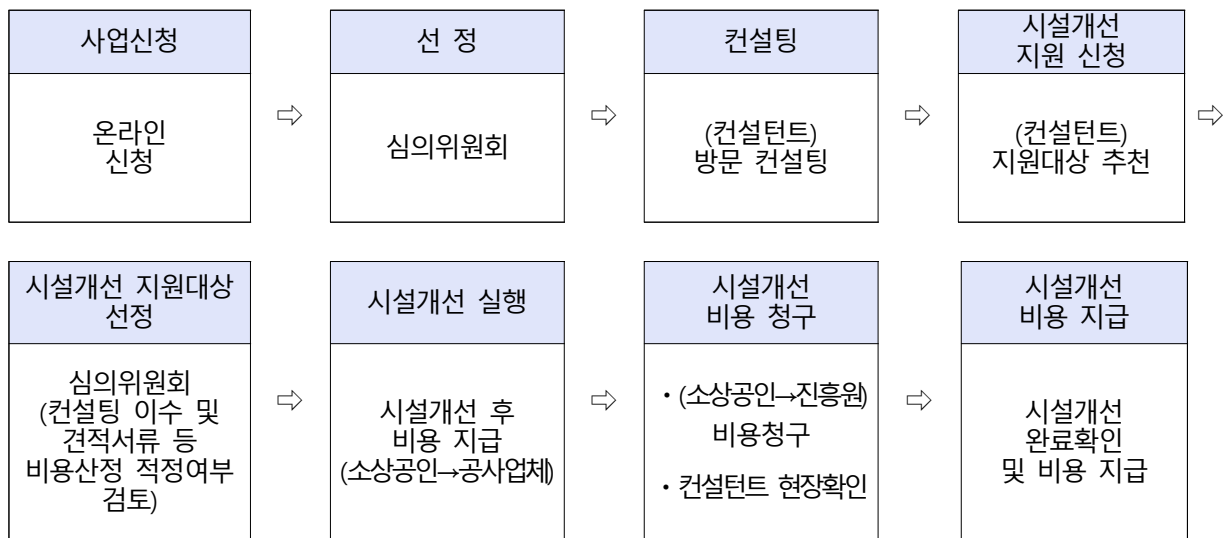 사업신청
온라인
신청
⇨
선 정
심의위원회
⇨
컨설팅
(컨설턴트)
방문 컨설팅
⇨
시설개선
지원 신청
(컨설턴트)
지원대상 추천
⇨
시설개선 지원대상
선정
심의위원회
(컨설팅 이수 및
견적서류 등
비용산정 적정여부
검토)
⇨
시설개선 실행
시설개선 후
비용 지급
(소상공인→공사업체)
⇨
시설개선
비용 청구
・(소상공인→진흥원)
비용청구
・컨설턴트 현장확인
⇨
시설개선
비용 지급
시설개선
완료확인
및 비용 지급